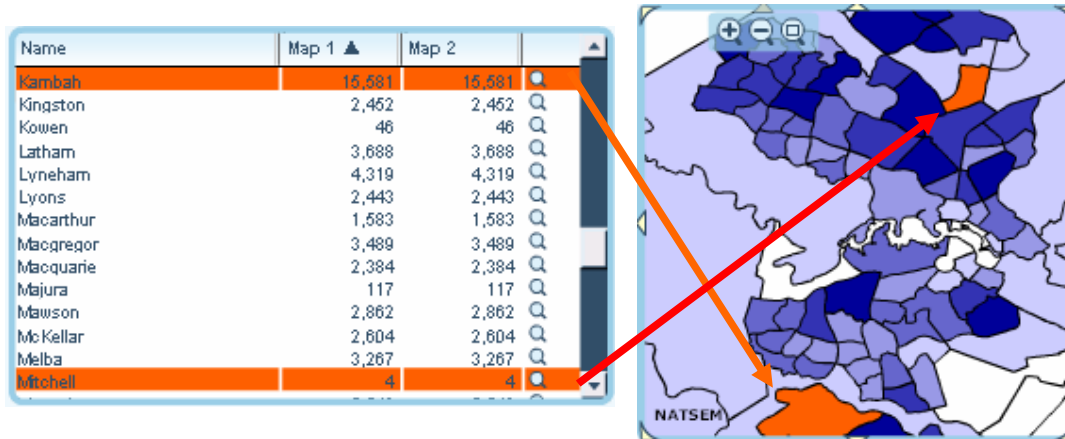 Name Map 1 ▲ Map 2
Kambah 15,581 15,581
Kingston 2,452 2,452
Kowen 46 46
Latham 3,688 3,688
Lyneham 4,319 4,319
Lyons 2,443 2,443
Macarthur 1,583 1,583
Macgregor 3,489 3,489
Macquarie 2,384 2,384
Majura 117 117
Mawson 2,862 2,862
McKellar 2,604 2,604
Melba 3,267 3,267
Mitchell 4 4
NATSEM